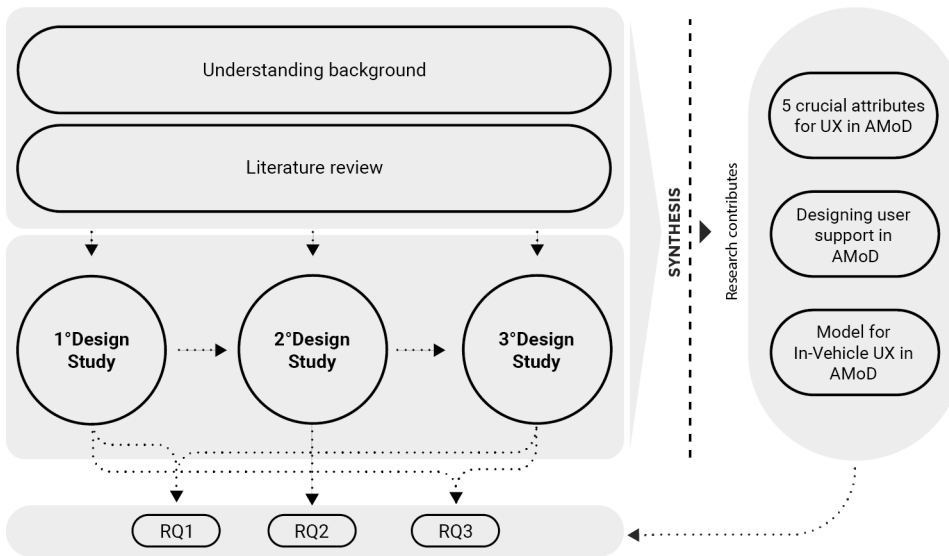 Understanding background
Literature review
1°Design
Study
2°Design
Study
3°Design
Study
RQ1
RQ2
RQ3
SYNTHESIS
Research contributes
5 crucial attributes
for UX in AMoD
Designing user
support in
AMoD
Model for
In-Vehicle UX in
AMoD